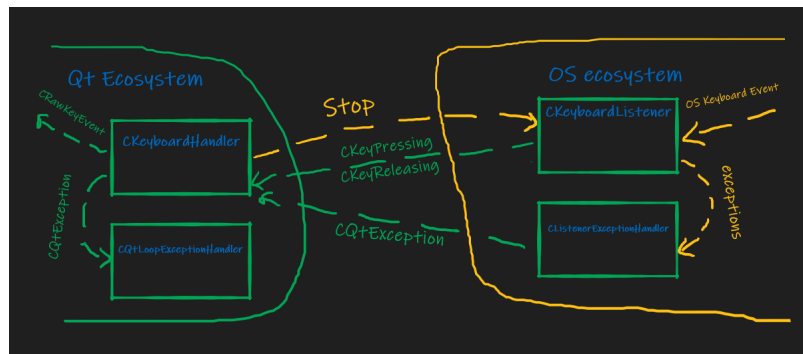 Qt Ecosystem
OS ecosystem
CRawKeyEvent
CKeyboardHandler
Stop
CKeyboardListener
OS Keyboard Event
CKeyPressing
CKeyReleasing
CQtException
CQtLoopExceptionHandler
CQtException
CListenerExceptionHandler
exceptions